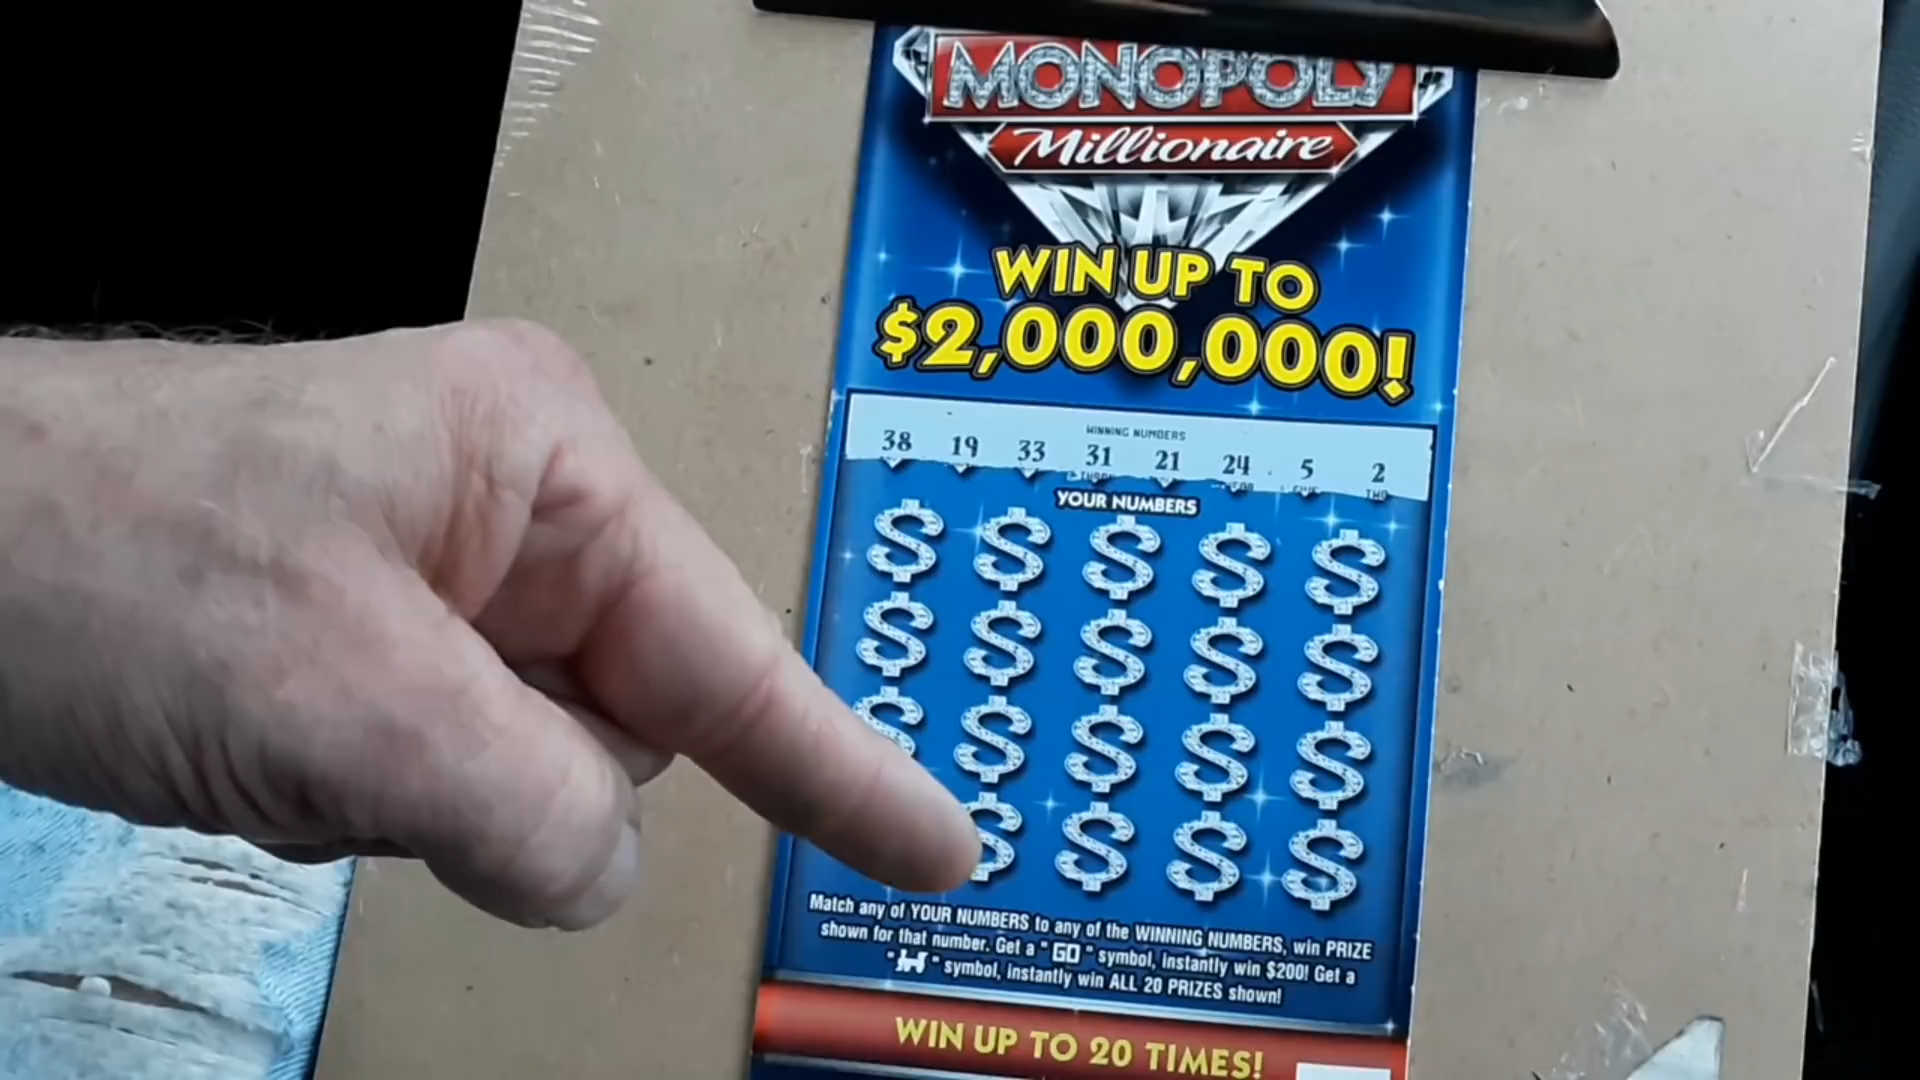 MONOPOLY
Millionaire
WIN UP TO
$2,000,000!
WINNING NUMBERS
38 19 33 31 21 24 5 2
TWO
YOUR NUMBERS
$ $ $ $ $
$ $ $ $ $
$ $ $ $ $
$ $ $ $
Match any of YOUR NUMBERS to any of the WINNING NUMBERS, win PRIZE
shown for that number. Get a "GO" symbol, instantly win $200! Get a
" " symbol, instantly win ALL 20 PRIZES shown!
WIN UP TO 20 TIMES!